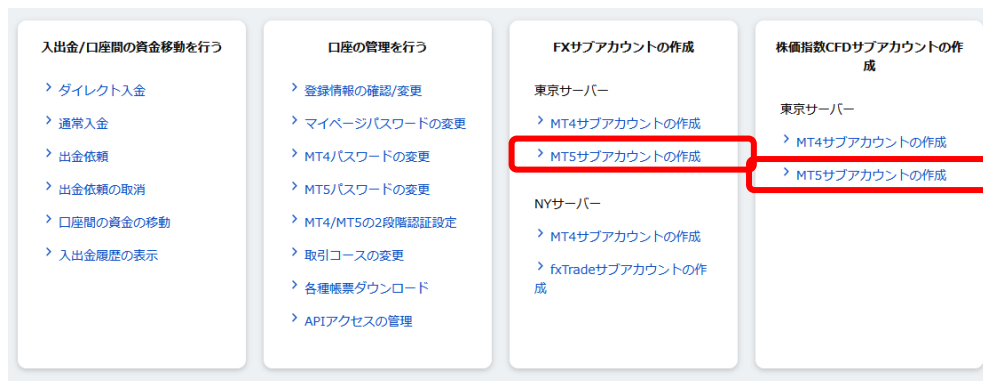 入出金/口座間の資金移動を行う
ダイレクト入金
通常入金
出金依頼
出金依頼の取消
口座間の資金の移動
入出金履歴の表示
口座の管理を行う
登録情報の確認/変更
マイページパスワードの変更
MT4パスワードの変更
MT5パスワードの変更
MT4/MT5の2段階認証設定
取引コースの変更
各種帳票ダウンロード
APIアクセスの管理
FXサブアカウントの作成
東京サーバー
MT4サブアカウントの作成
MT5サブアカウントの作成
NYサーバー
MT4サブアカウントの作成
fxTradeサブアカウントの作
成
株価指数CFDサブアカウントの作
成
東京サーバー
MT4サブアカウントの作成
MT5サブアカウントの作成